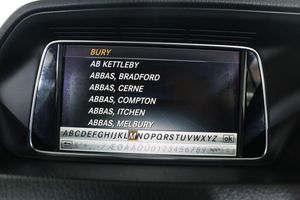 BURY
AB KETTLEBY
ABBAS, BRADFORD
ABBAS, CERNE
ABBAS, COMPTON
ABBAS, ITCHEN
ABBAS, MELBURY
ABCDEFGHIJKLMNOPQRSTUVWXYZ ok